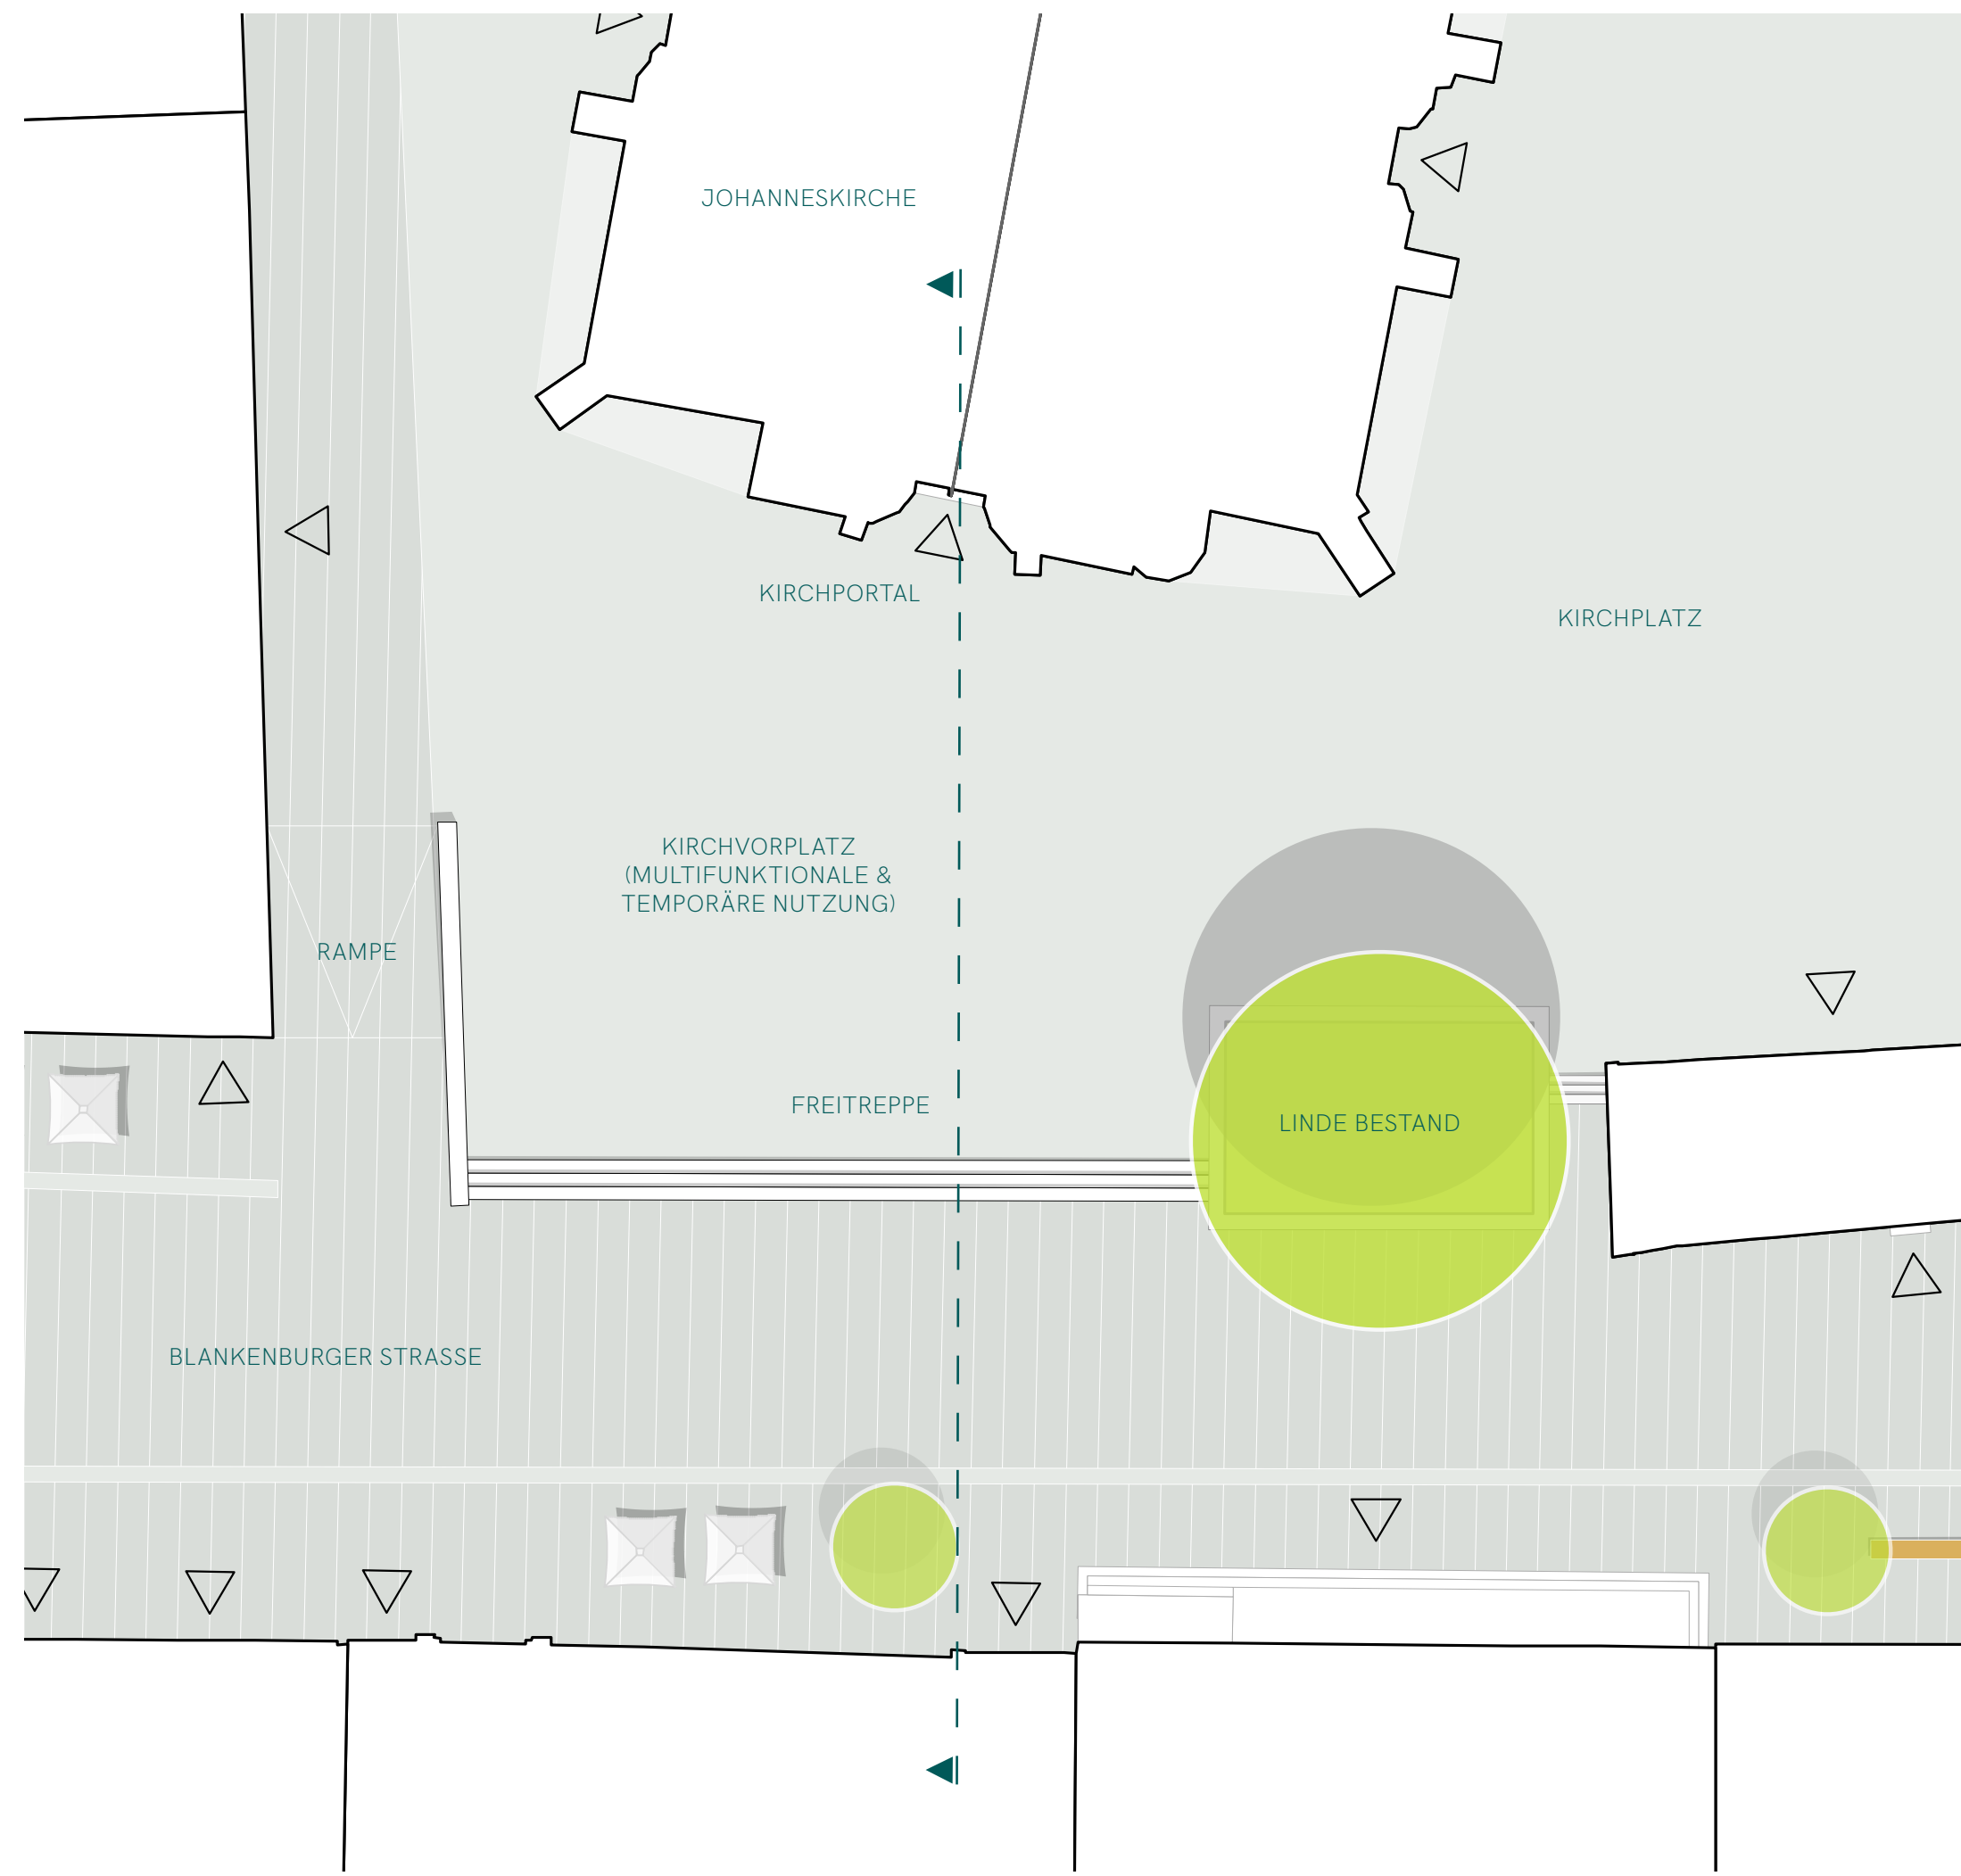 JOHANNESKIRCHE
KIRCHPORTAL
KIRCHPLATZ
KIRCHVORPLATZ
(MULTIFUNKTIONALE &
TEMPORÄRE NUTZUNG)
RAMPE
FREITREPPE
LINDE BESTAND
BLANKENBURGER STRASSE